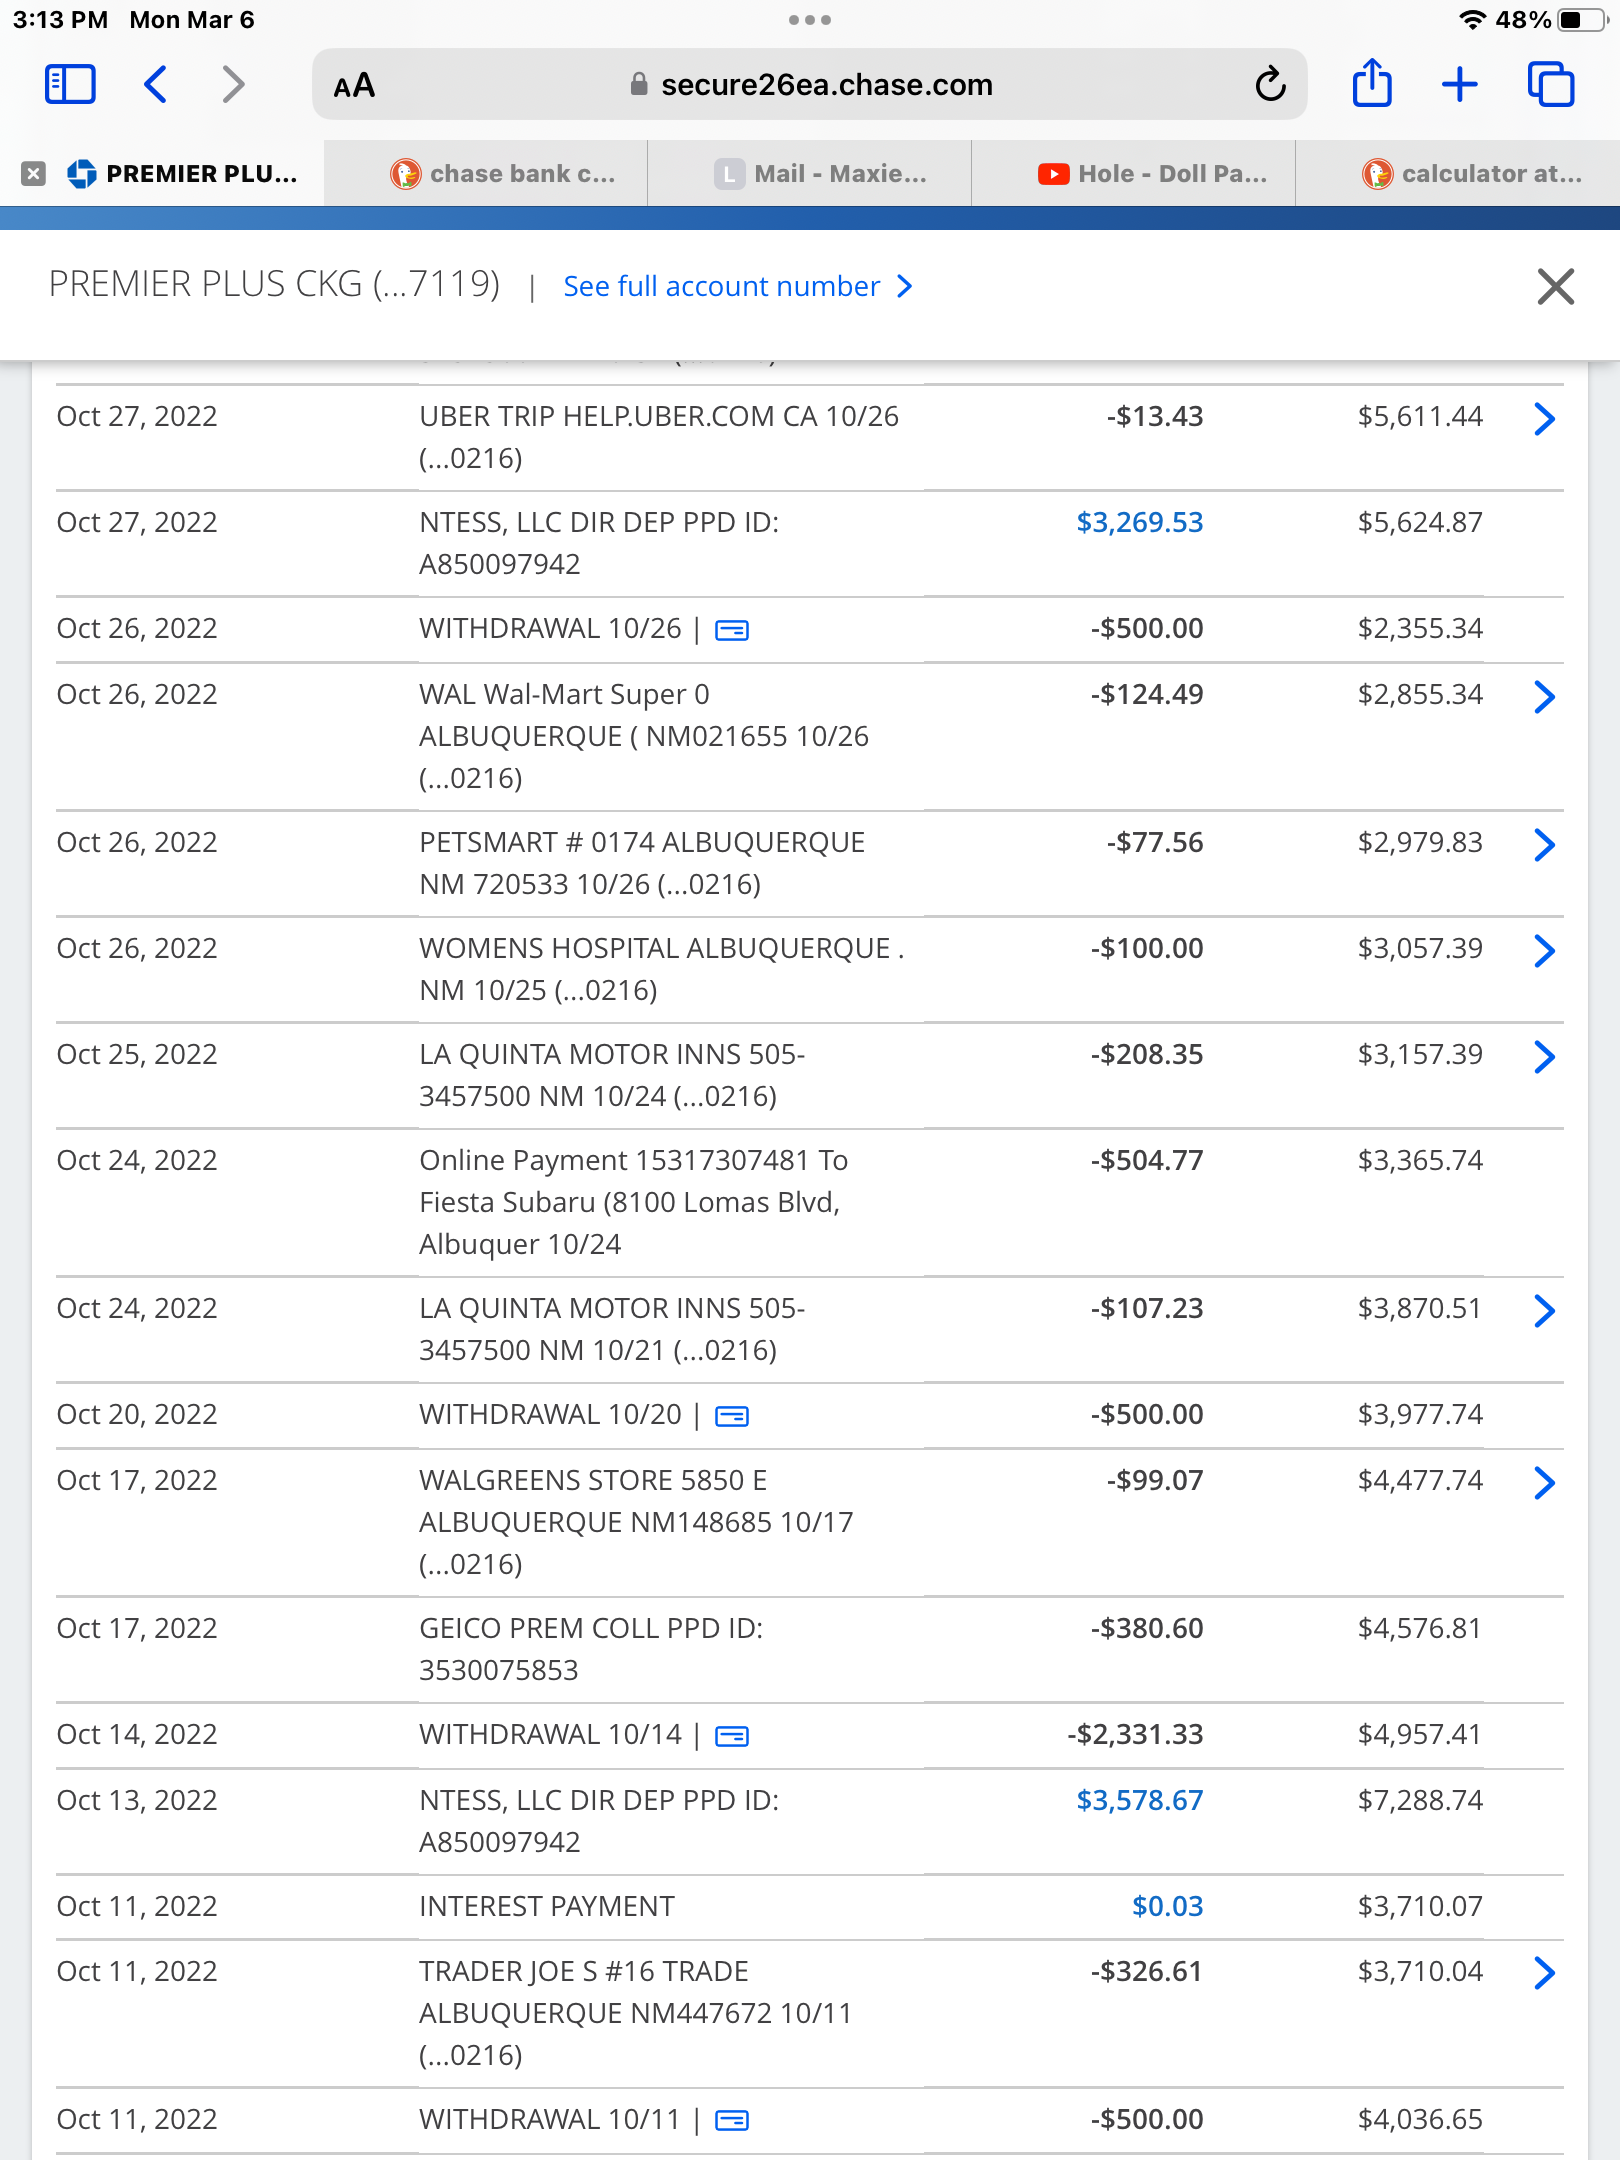 3:13 PM Mon Mar 6 48%
AA secure26ea.chase.com
PREMIER PLU... chase bank c... L Mail - Maxie... Hole - Doll Pa... calculator at...
PREMIER PLUS CKG (...7119) | See full account number
Oct 27, 2022 UBER TRIP HELP.UBER.COM CA 10/26 -$13.43 $5,611.44
(...0216)
Oct 27, 2022 NTESS, LLC DIR DEP PPD ID: $3,269.53 $5,624.87
A850097942
Oct 26, 2022 WITHDRAWAL 10/26 | -$500.00 $2,355.34
Oct 26, 2022 WAL Wal-Mart Super 0 -$124.49 $2,855.34
ALBUQUERQUE ( NM021655 10/26
(...0216)
Oct 26, 2022 PETSMART # 0174 ALBUQUERQUE -$77.56 $2,979.83
NM 720533 10/26 (...0216)
Oct 26, 2022 WOMENS HOSPITAL ALBUQUERQUE . -$100.00 $3,057.39
NM 10/25 (...0216)
Oct 25, 2022 LA QUINTA MOTOR INNS 505- -$208.35 $3,157.39
3457500 NM 10/24 (...0216)
Oct 24, 2022 Online Payment 15317307481 To -$504.77 $3,365.74
Fiesta Subaru (8100 Lomas Blvd,
Albuquer 10/24
Oct 24, 2022 LA QUINTA MOTOR INNS 505- -$107.23 $3,870.51
3457500 NM 10/21 (...0216)
Oct 20, 2022 WITHDRAWAL 10/20 | -$500.00 $3,977.74
Oct 17, 2022 WALGREENS STORE 5850 E -$99.07 $4,477.74
ALBUQUERQUE NM148685 10/17
(...0216)
Oct 17, 2022 GEICO PREM COLL PPD ID: -$380.60 $4,576.81
3530075853
Oct 14, 2022 WITHDRAWAL 10/14 | -$2,331.33 $4,957.41
Oct 13, 2022 NTESS, LLC DIR DEP PPD ID: $3,578.67 $7,288.74
A850097942
Oct 11, 2022 INTEREST PAYMENT $0.03 $3,710.07
Oct 11, 2022 TRADER JOE S #16 TRADE -$326.61 $3,710.04
ALBUQUERQUE NM447672 10/11
(...0216)
Oct 11, 2022 WITHDRAWAL 10/11 | -$500.00 $4,036.65